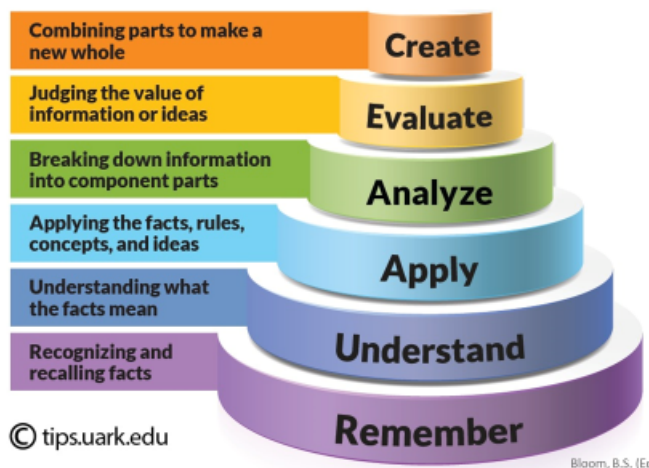 Combining parts to make a
new whole
Create
Judging the value of
information or ideas
Evaluate
Breaking down information
into component parts
Analyze
Applying the facts, rules,
concepts, and ideas
Apply
Understanding what
the facts mean
Understand
Recognizing and
recalling facts
Remember
© tips.uark.edu
Bloom, B.S. (E